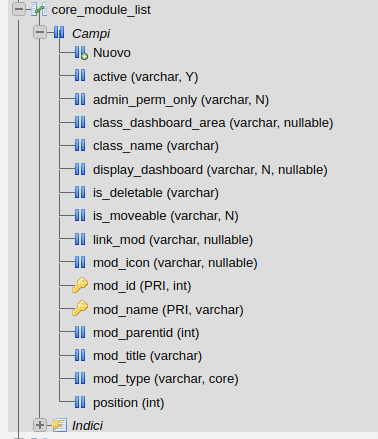 core_module_list
Campi
Nuovo
active (varchar, Y)
admin_perm_only (varchar, N)
class_dashboard_area (varchar, nullable)
class_name (varchar)
display_dashboard (varchar, N, nullable)
is_deletable (varchar)
is_moveable (varchar, N)
link_mod (varchar, nullable)
mod_icon (varchar, nullable)
mod_id (PRI, int)
mod_name (PRI, varchar)
mod_parentid (int)
mod_title (varchar)
mod_type (varchar, core)
position (int)
Indici